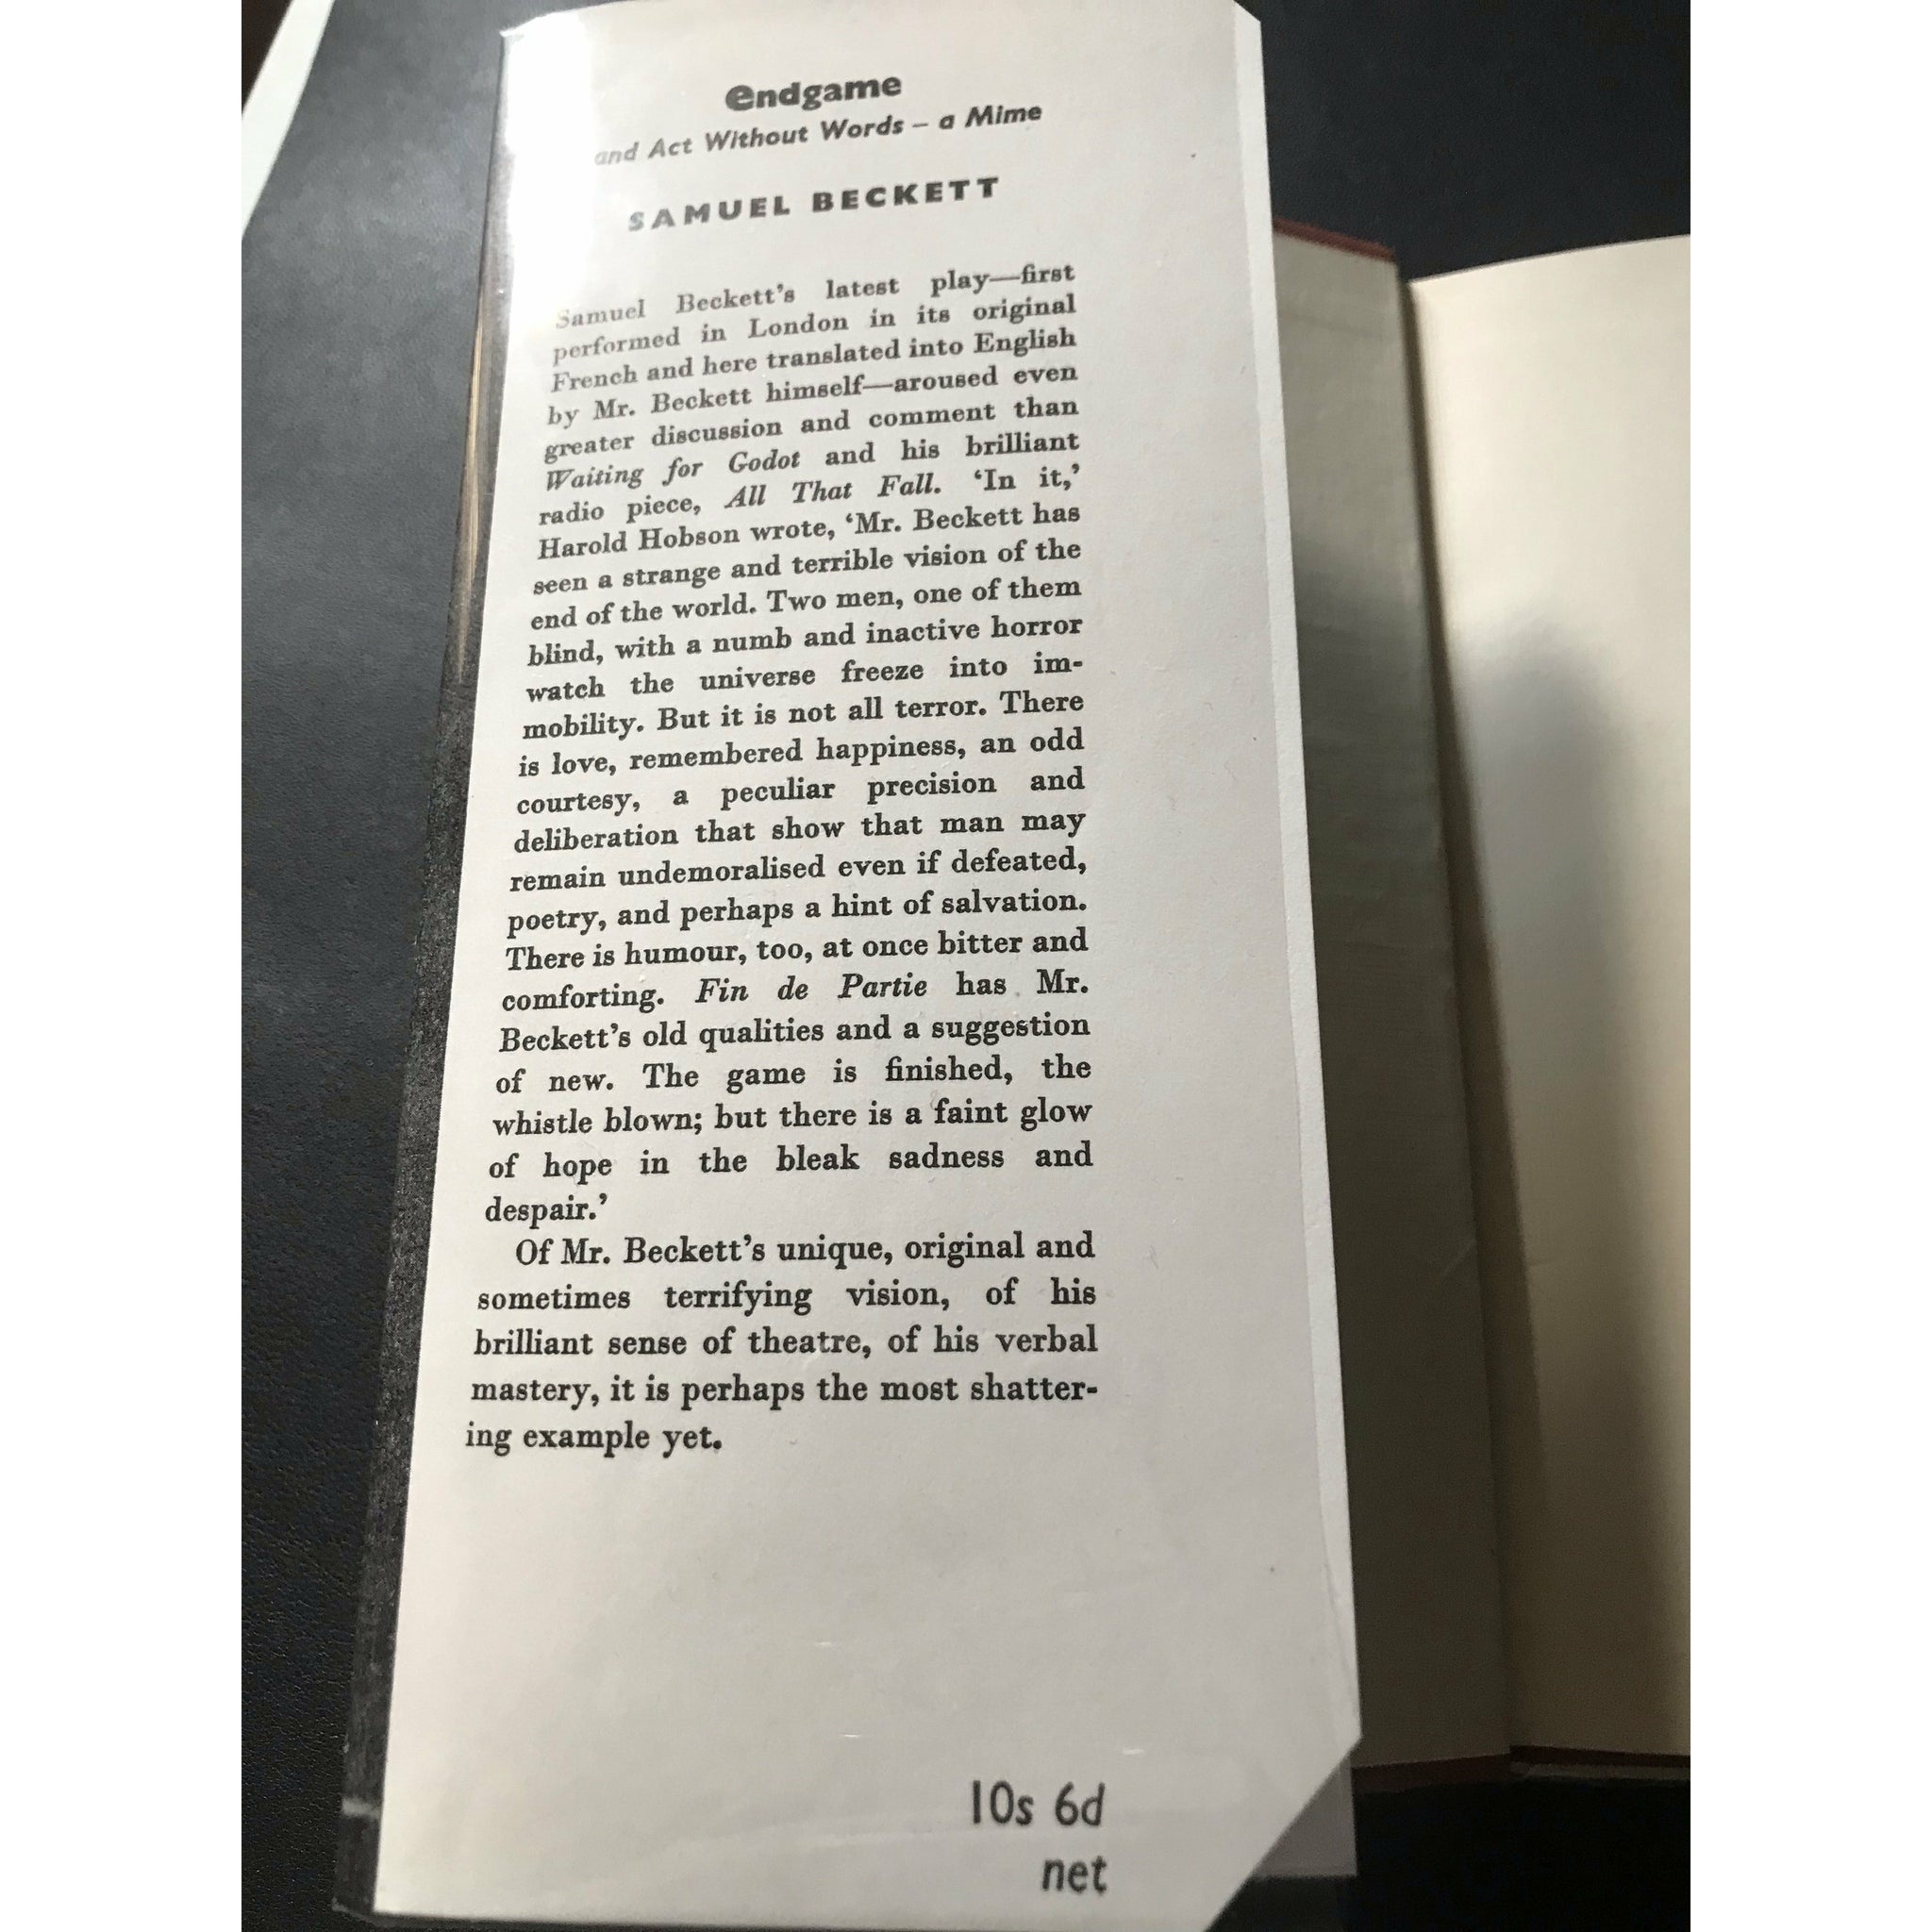 endgame
and Act Without Words – a Mime
SAMUEL BECKETT
Samuel Beckett's latest play—first
performed in London in its original
French and here translated into English
by Mr. Beckett himself—aroused even
greater discussion and comment than
Waiting for Godot and his brilliant
radio piece, All That Fall. ‘In it,’
Harold Hobson wrote, ‘Mr. Beckett has
seen a strange and terrible vision of the
end of the world. Two men, one of them
blind, with a numb and inactive horror
watch the universe freeze into im-
mobility. But it is not all terror. There
is love, remembered happiness, an odd
courtesy, a peculiar precision and
deliberation that show that man may
remain undemoralised even if defeated,
poetry, and perhaps a hint of salvation.
There is humour, too, at once bitter and
comforting. Fin de Partie has Mr.
Beckett's old qualities and a suggestion
of new. The game is finished, the
whistle blown; but there is a faint glow
of hope in the bleak sadness and
despair.’
Of Mr. Beckett's unique, original and
sometimes terrifying vision, of his
brilliant sense of theatre, of his verbal
mastery, it is perhaps the most shatter-
ing example yet.
10s 6d
net